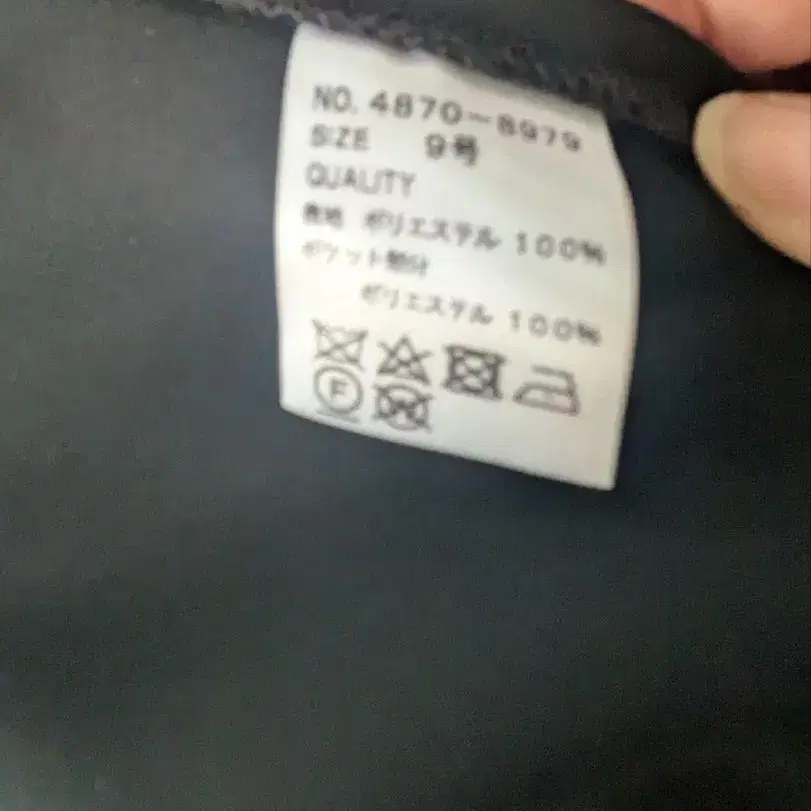 NO. 4870-8979
SIZE 9号
QUALITY
表地 ポリエステル 100%
ポケット部分
ポリエステル 100%
F
W